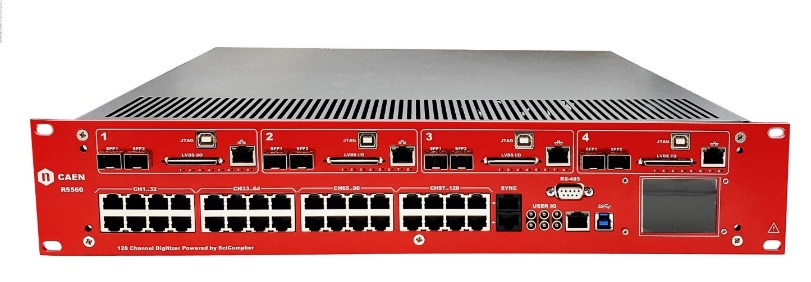 1
SFP1 SFP2
JTAG
LVDS I/O
2
SFP1 SFP2
JTAG
LVDS I/O
3
SFP1 SFP2
JTAG
LVDS I/O
4
SFP1 SFP2
JTAG
LVDS I/O
n CAEN
R5560
CH1..32
CH33..64
CH65..96
CH97..128
SYNC
RS-485
USER IO
128 Channel Digitizer Powered by SciCompiler